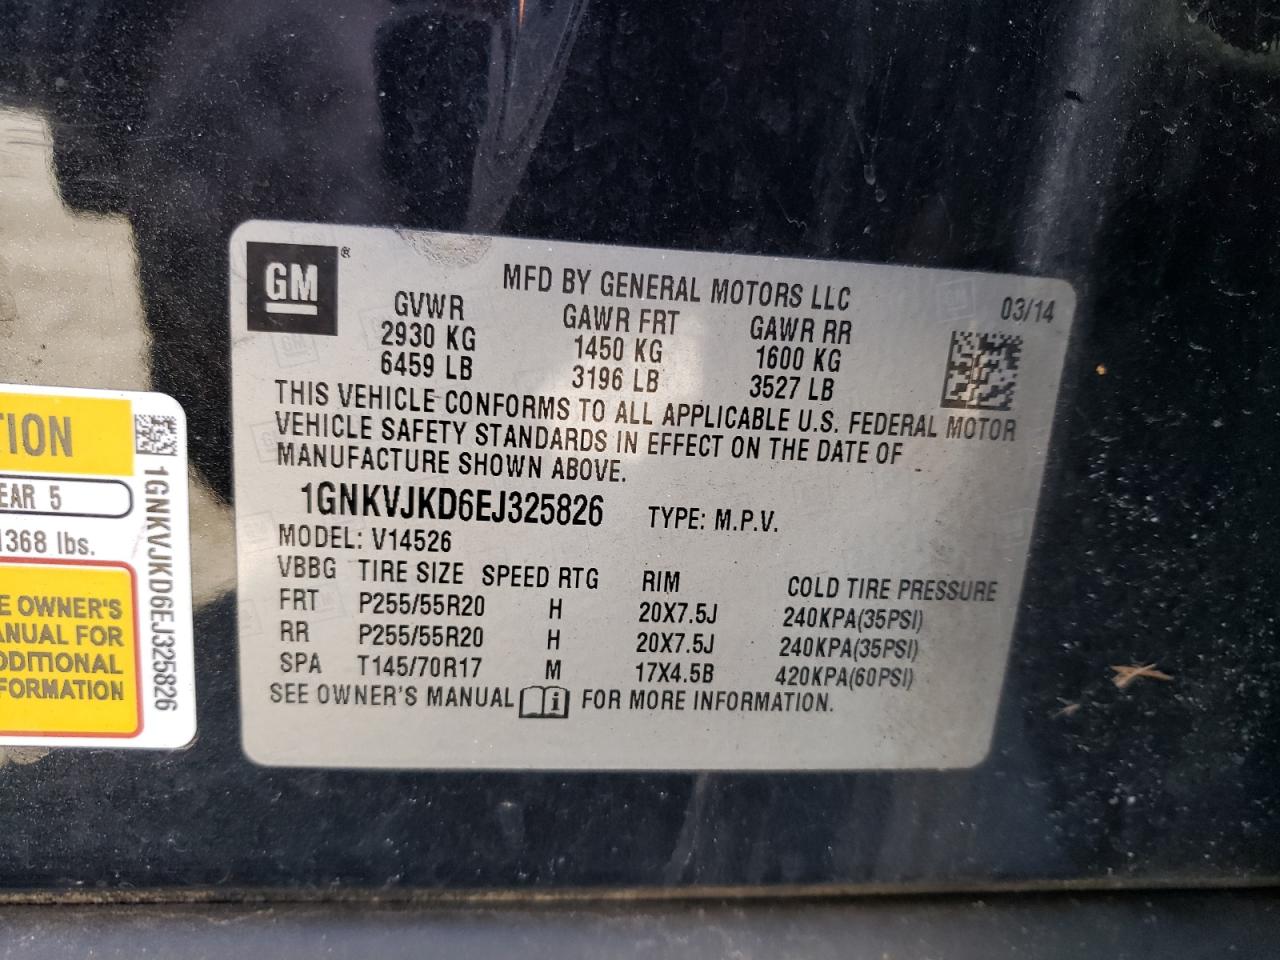 GM ®
MFD BY GENERAL MOTORS LLC 03/14
GVWR GAWR FRT GAWR RR
2930 KG 1450 KG 1600 KG
6459 LB 3196 LB 3527 LB
THIS VEHICLE CONFORMS TO ALL APPLICABLE U.S. FEDERAL MOTOR
VEHICLE SAFETY STANDARDS IN EFFECT ON THE DATE OF
MANUFACTURE SHOWN ABOVE.
1GNKVJKD6EJ325826 TYPE: M.P.V.
MODEL: V14526
VBBG TIRE SIZE SPEED RTG RIM COLD TIRE PRESSURE
FRT P255/55R20 H 20X7.5J 240KPA(35PSI)
RR P255/55R20 H 20X7.5J 240KPA(35PSI)
SPA T145/70R17 M 17X4.5B 420KPA(60PSI)
SEE OWNER'S MANUAL i FOR MORE INFORMATION.
TION
EAR 5
1368 lbs.
E OWNER'S
ANUAL FOR
DDITIONAL
FORMATION
1GNKVJKD6EJ325826